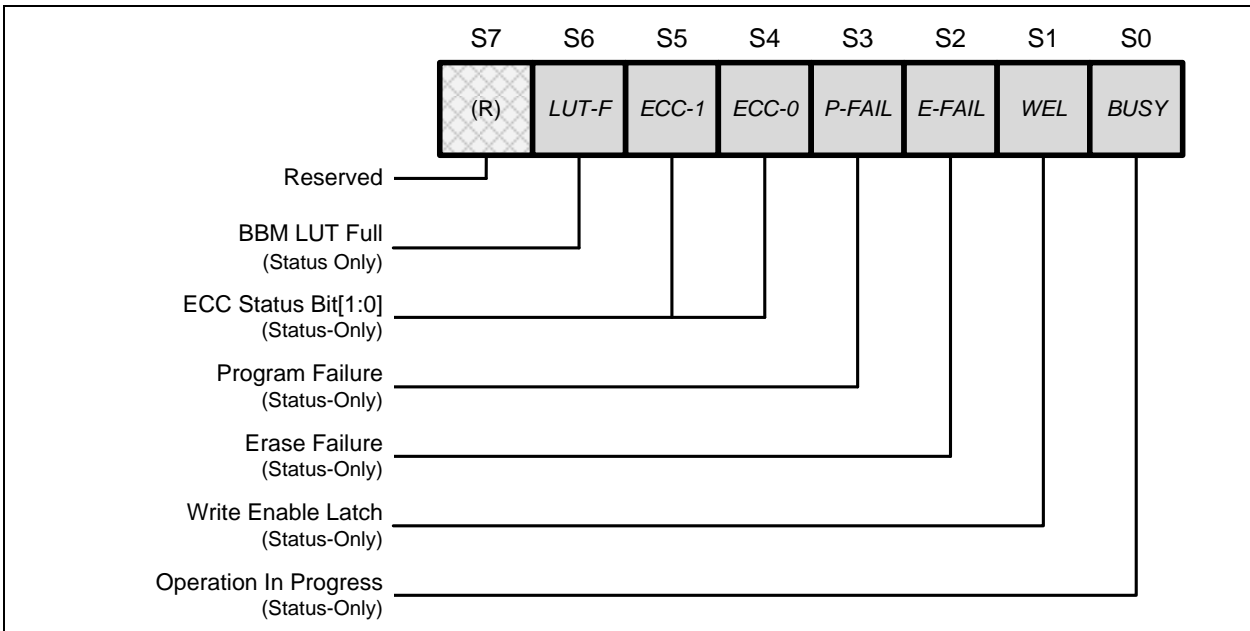 S7 S6 S5 S4 S3 S2 S1 S0
(R) LUT-F ECC-1 ECC-0 P-FAIL E-FAIL WEL BUSY
Reserved
BBM LUT Full
(Status Only)
ECC Status Bit[1:0]
(Status-Only)
Program Failure
(Status-Only)
Erase Failure
(Status-Only)
Write Enable Latch
(Status-Only)
Operation In Progress
(Status-Only)